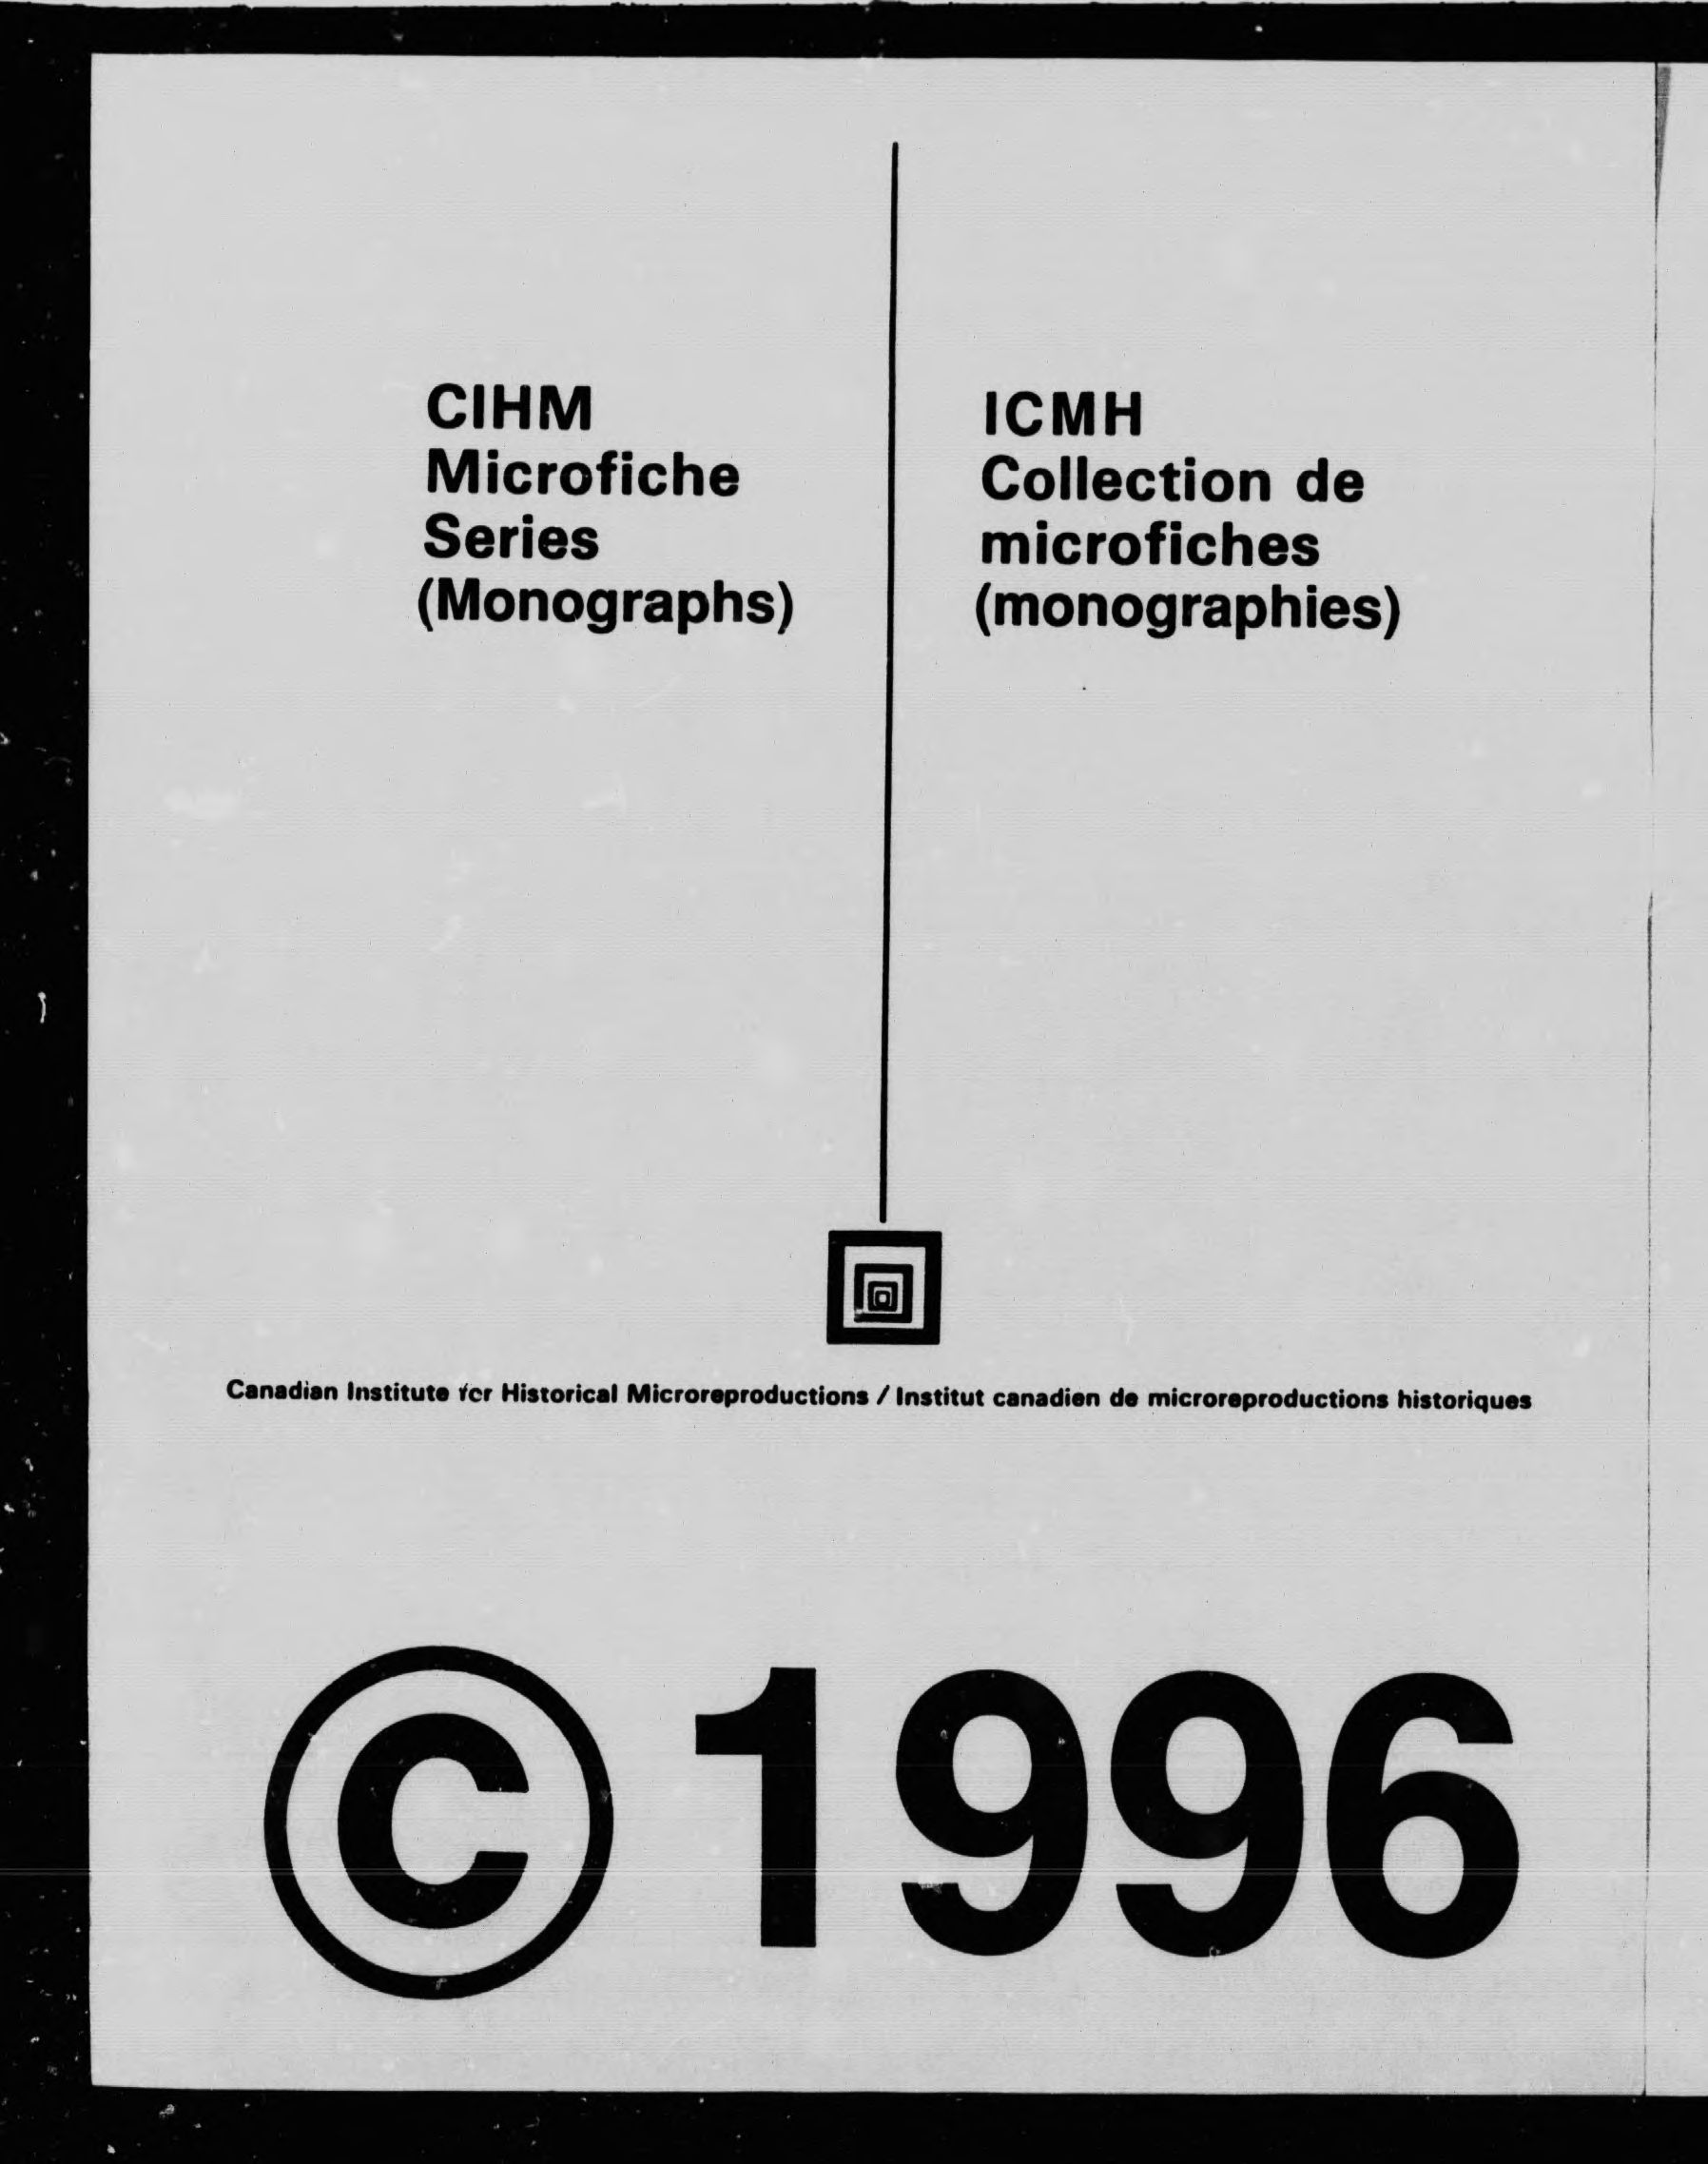 CIHM
Microfiche
Series
(Monographs)
ICMH
Collection de
microfiches
(monographies)
Canadian Institute for Historical Microreproductions / Institut canadien de microreproductions historiques
© 1996